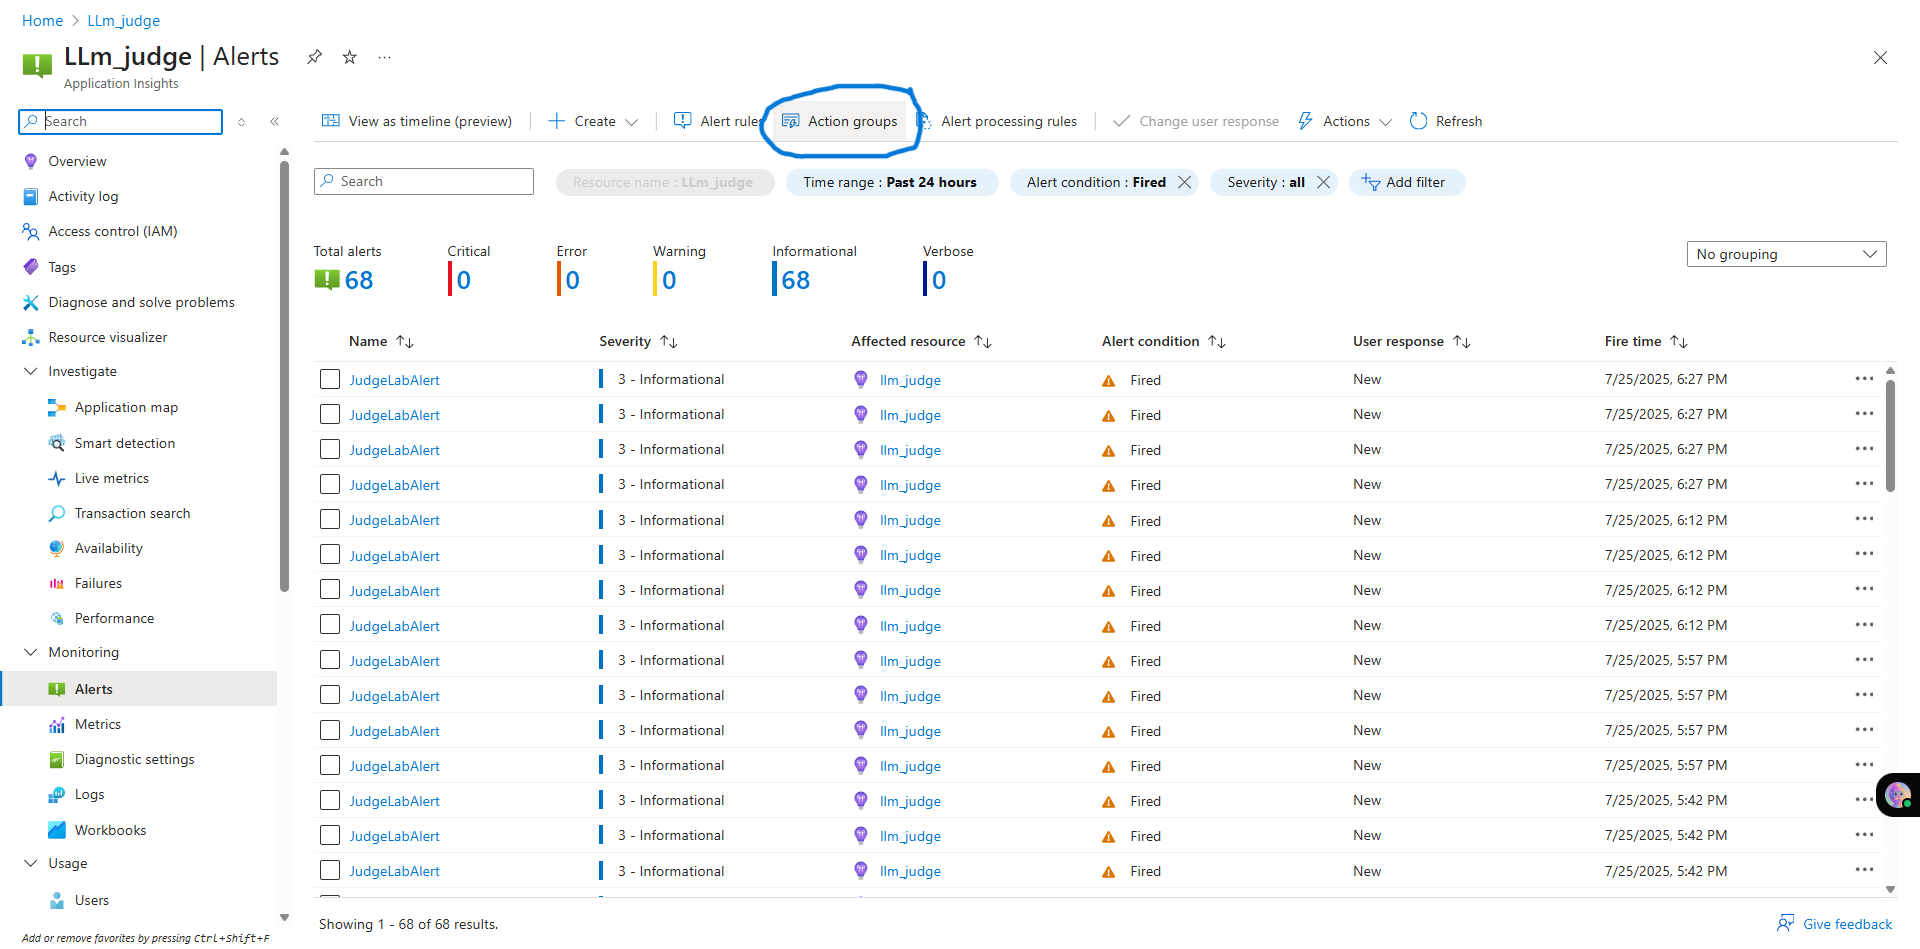 Home > LLm_judge
LLm_judge | Alerts
Application Insights
Search
Overview
Activity log
Access control (IAM)
Tags
Diagnose and solve problems
Resource visualizer
Investigate
Application map
Smart detection
Live metrics
Transaction search
Availability
Failures
Performance
Monitoring
Alerts
Metrics
Diagnostic settings
Logs
Workbooks
Usage
Users
Add or remove favorites by pressing Ctrl+Shift+F
View as timeline (preview) Create Alert rules Action groups Alert processing rules Change user response Actions Refresh
Search Resource name : LLm_judge Time range : Past 24 hours Alert condition : Fired Severity : all Add filter
Total alerts Critical Error Warning Informational Verbose
68 0 0 0 68 0
No grouping
Name Severity Affected resource Alert condition User response Fire time
JudgeLabAlert 3 - Informational llm_judge Fired New 7/25/2025, 6:27 PM
JudgeLabAlert 3 - Informational llm_judge Fired New 7/25/2025, 6:27 PM
JudgeLabAlert 3 - Informational llm_judge Fired New 7/25/2025, 6:27 PM
JudgeLabAlert 3 - Informational llm_judge Fired New 7/25/2025, 6:27 PM
JudgeLabAlert 3 - Informational llm_judge Fired New 7/25/2025, 6:12 PM
JudgeLabAlert 3 - Informational llm_judge Fired New 7/25/2025, 6:12 PM
JudgeLabAlert 3 - Informational llm_judge Fired New 7/25/2025, 6:12 PM
JudgeLabAlert 3 - Informational llm_judge Fired New 7/25/2025, 6:12 PM
JudgeLabAlert 3 - Informational llm_judge Fired New 7/25/2025, 5:57 PM
JudgeLabAlert 3 - Informational llm_judge Fired New 7/25/2025, 5:57 PM
JudgeLabAlert 3 - Informational llm_judge Fired New 7/25/2025, 5:57 PM
JudgeLabAlert 3 - Informational llm_judge Fired New 7/25/2025, 5:57 PM
JudgeLabAlert 3 - Informational llm_judge Fired New 7/25/2025, 5:42 PM
JudgeLabAlert 3 - Informational llm_judge Fired New 7/25/2025, 5:42 PM
JudgeLabAlert 3 - Informational llm_judge Fired New 7/25/2025, 5:42 PM
Showing 1 - 68 of 68 results.
Give feedback